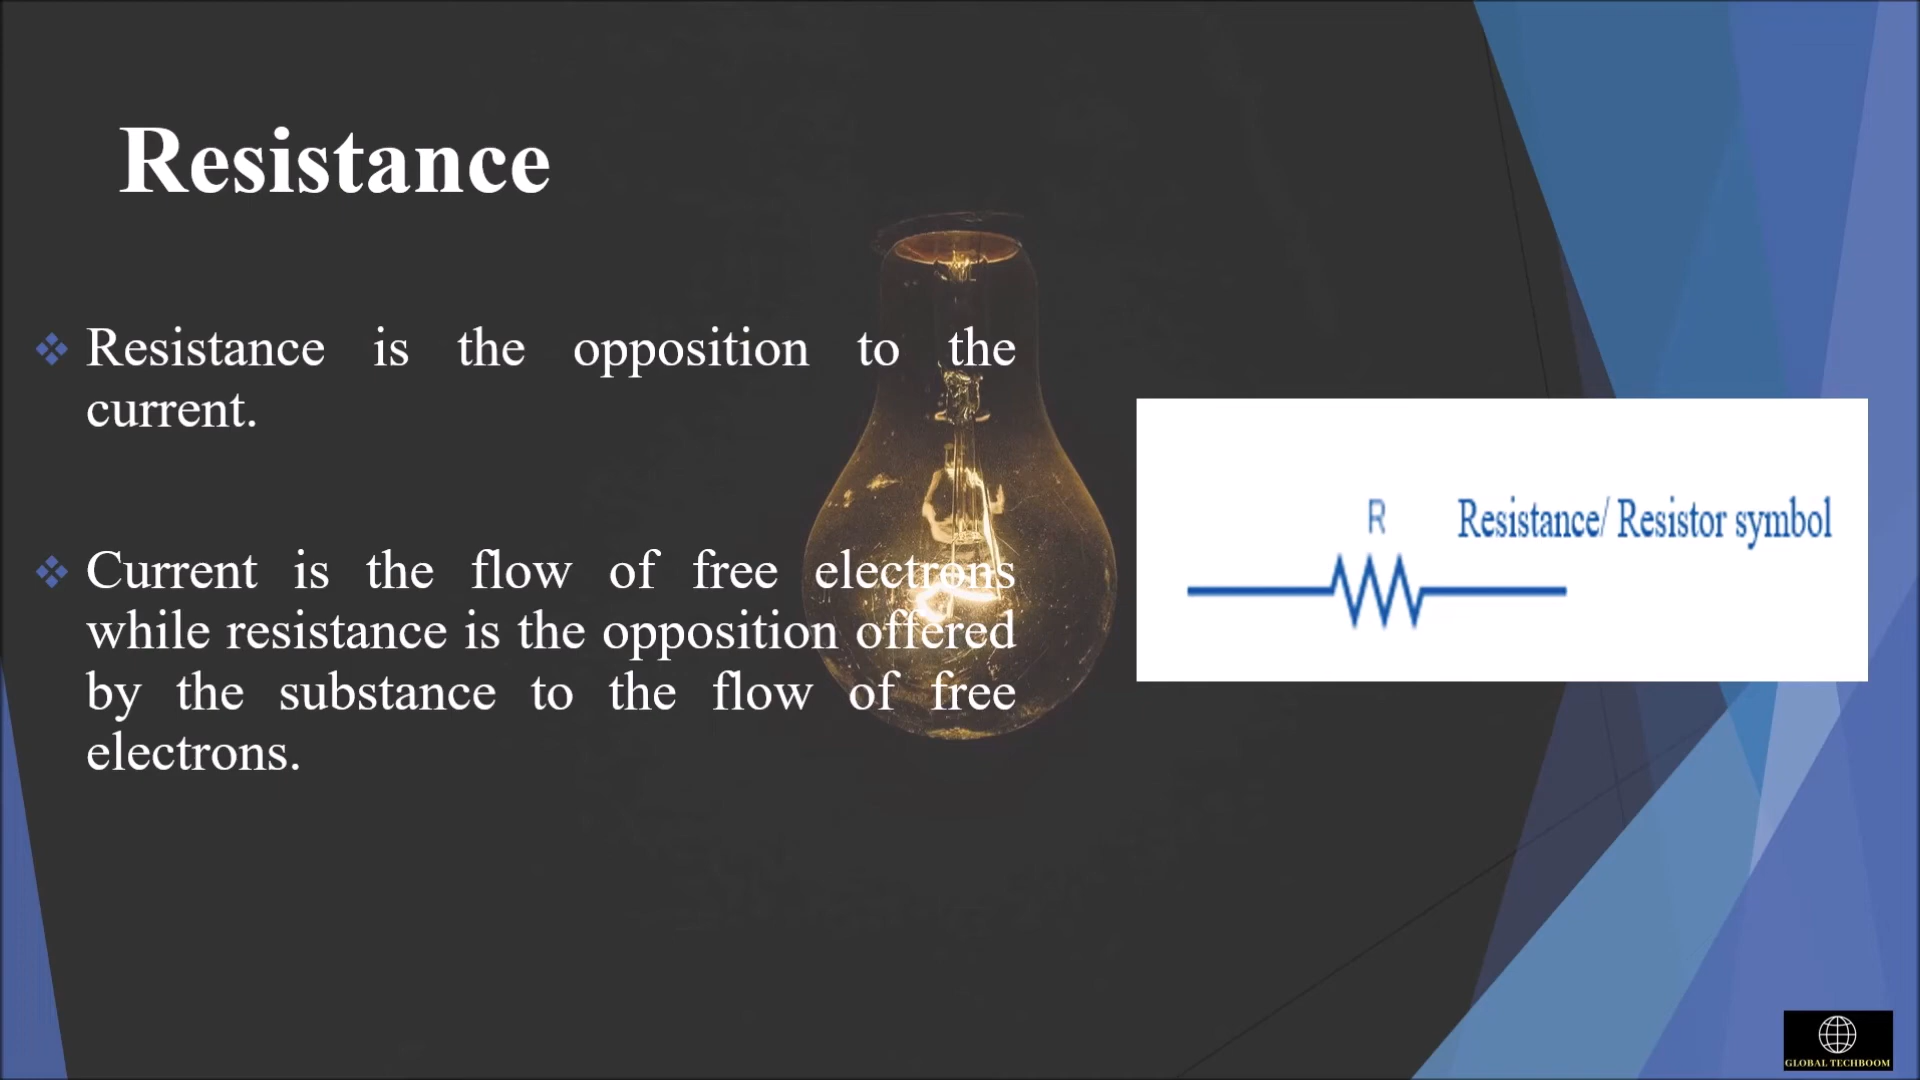 Resistance
Resistance is the opposition to the
current.
Current is the flow of free electrons
while resistance is the opposition offered
by the substance to the flow of free
electrons.
R
Resistance/ Resistor symbol
GLOBAL TECHBOOM